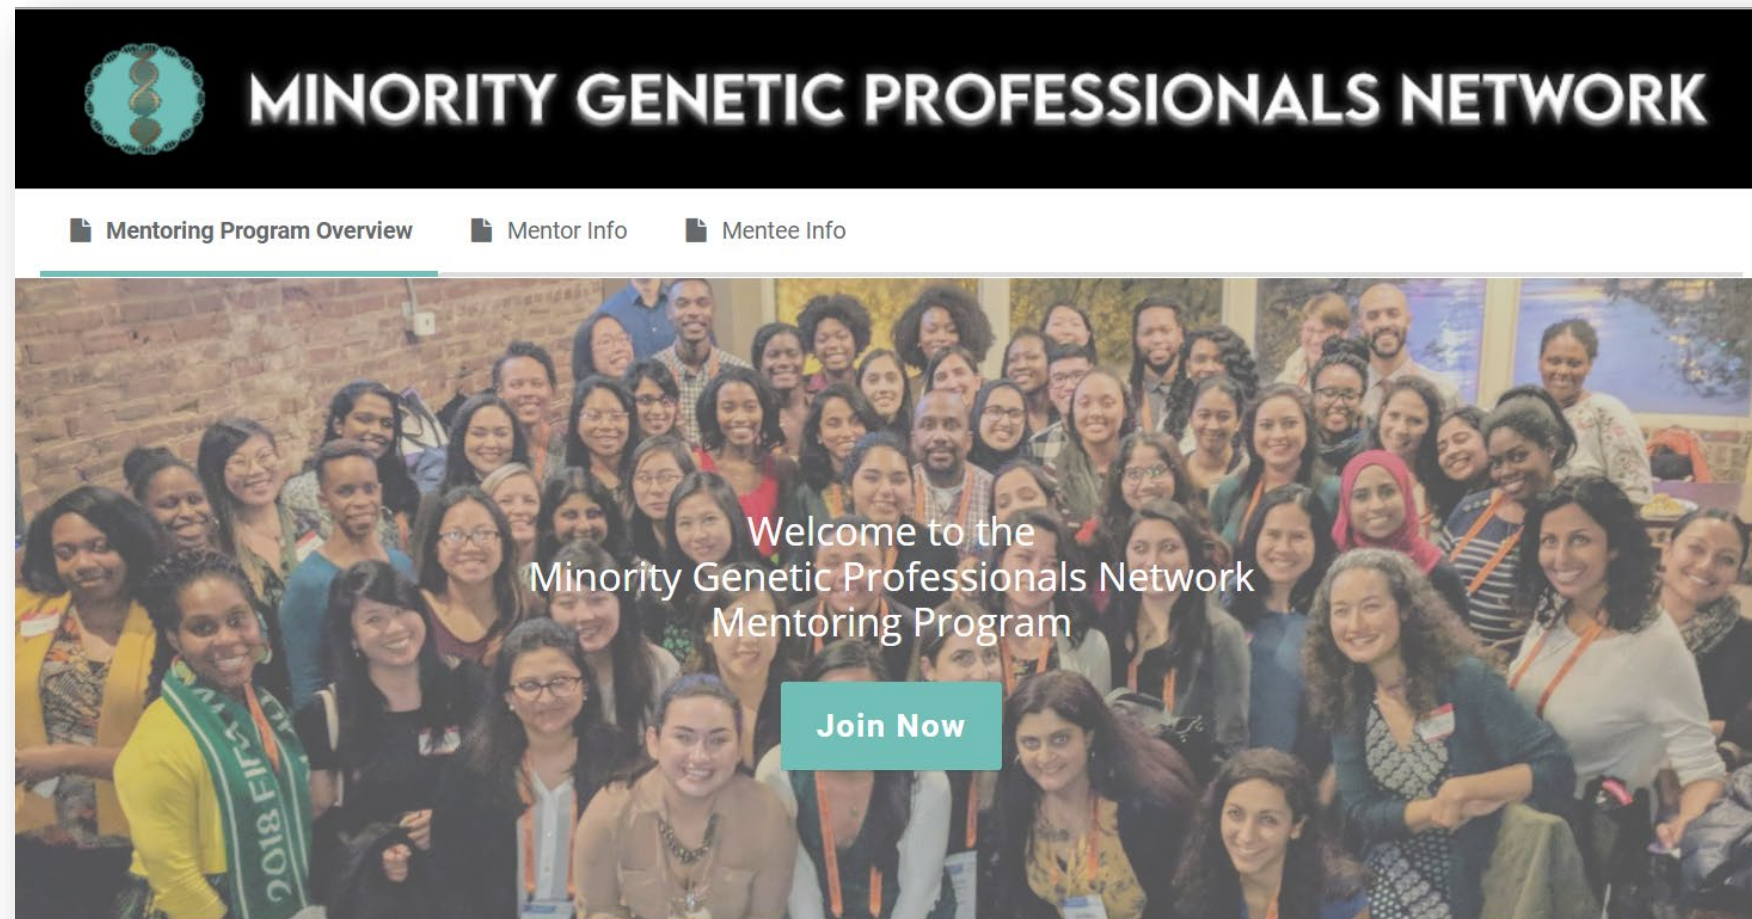 MINORITY GENETIC PROFESSIONALS NETWORK
Mentoring Program Overview
Mentor Info
Mentee Info
Welcome to the
Minority Genetic Professionals Network
Mentoring Program
Join Now
2018 FIN